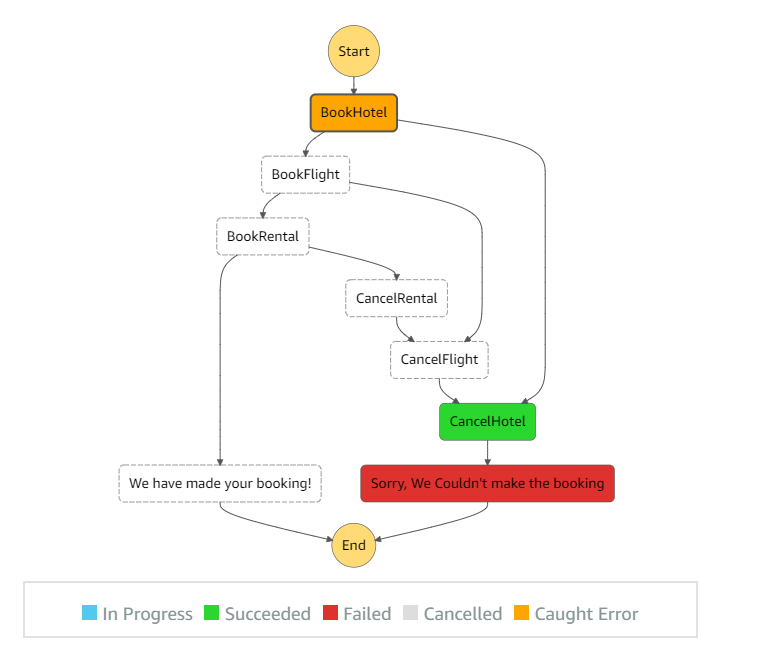 Start
BookHotel
BookFlight
BookRental
CancelRental
CancelFlight
CancelHotel
We have made your booking!
Sorry, We Couldn't make the booking
End
In Progress
Succeeded
Failed
Cancelled
Caught Error